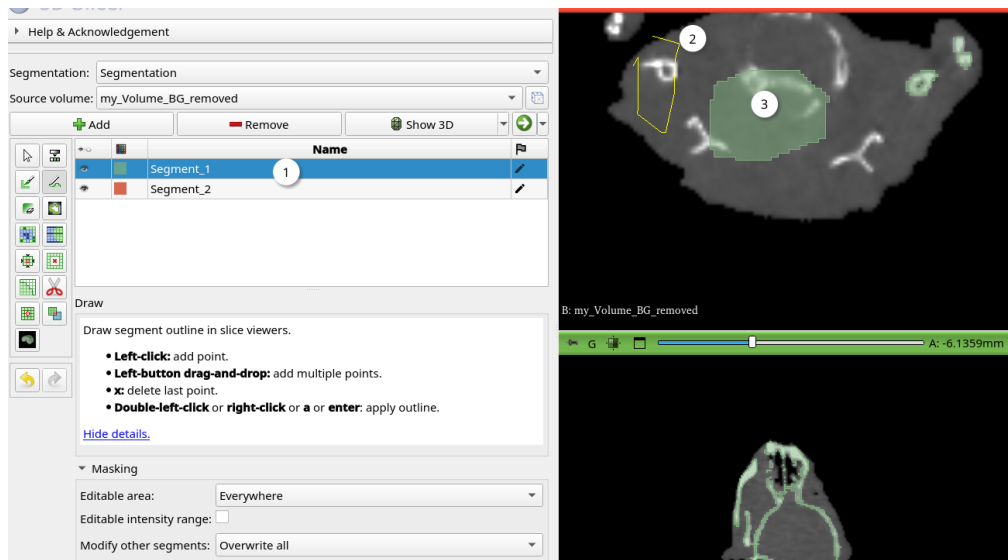 3D Slicer
Help & Acknowledgement
Segmentation: Segmentation
Source volume: my_Volume_BG_removed
Add Remove Show 3D
Name
Segment_1
Segment_2
1
Draw
Draw segment outline in slice viewers.
• Left-click: add point.
• Left-button drag-and-drop: add multiple points.
• x: delete last point.
• Double-left-click or right-click or a or enter: apply outline.
Hide details.
Masking
Editable area: Everywhere
Editable intensity range:
Modify other segments: Overwrite all
2
3
B: my_Volume_BG_removed
G A: -6.1359mm